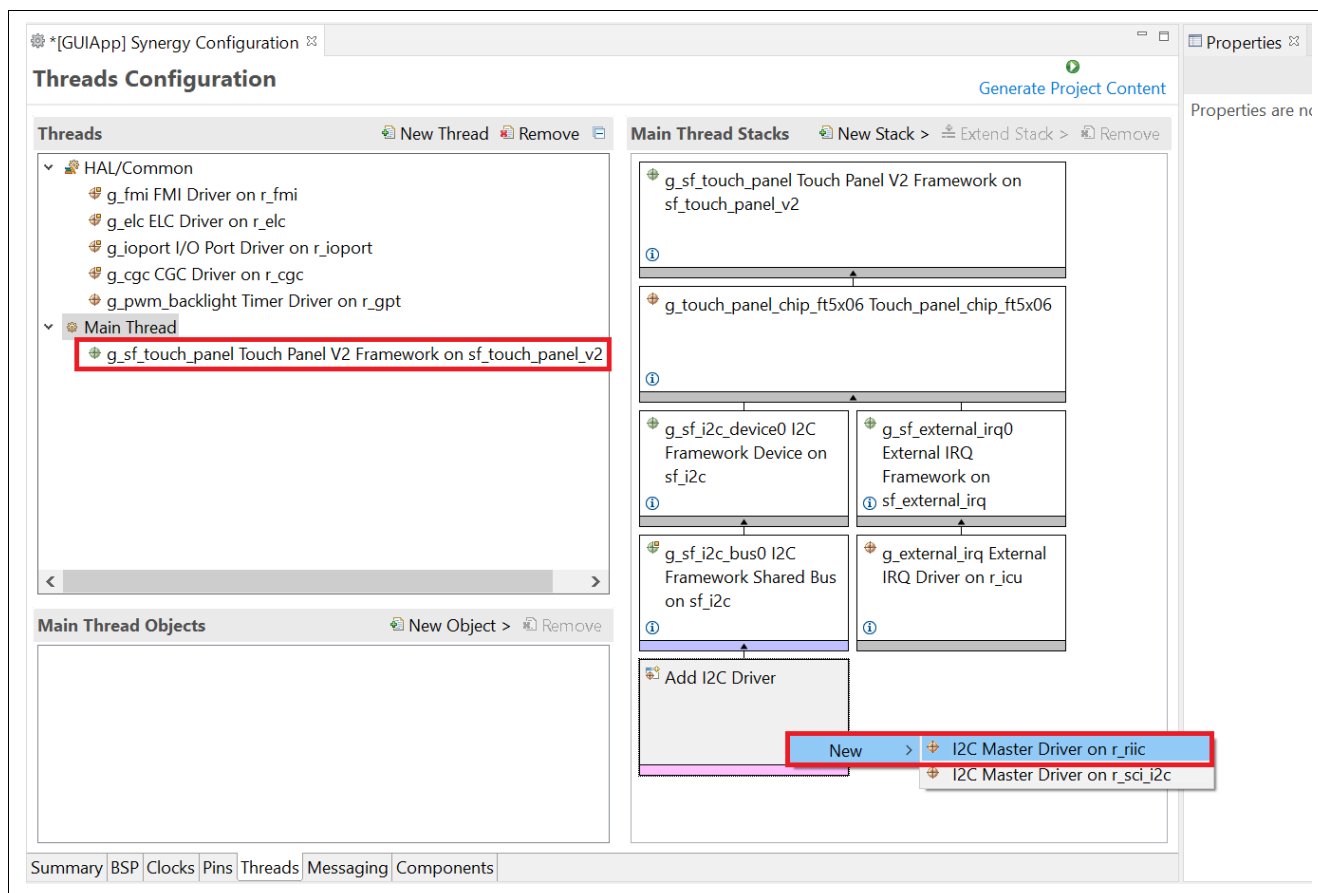 *[GUIApp] Synergy Configuration
Properties
Threads Configuration
Generate Project Content
Properties are no
Threads
New Thread
Remove
Main Thread Stacks
New Stack >
Extend Stack >
Remove
HAL/Common
g_fmi FMI Driver on r_fmi
g_elc ELC Driver on r_elc
g_ioport I/O Port Driver on r_ioport
g_cgc CGC Driver on r_cgc
g_pwm_backlight Timer Driver on r_gpt
Main Thread
g_sf_touch_panel Touch Panel V2 Framework on sf_touch_panel_v2
g_sf_touch_panel Touch Panel V2 Framework on
sf_touch_panel_v2
g_touch_panel_chip_ft5x06 Touch_panel_chip_ft5x06
g_sf_i2c_device0 I2C
Framework Device on
sf_i2c
g_sf_external_irq0
External IRQ
Framework on
sf_external_irq
g_sf_i2c_bus0 I2C
Framework Shared Bus
on sf_i2c
g_external_irq External
IRQ Driver on r_icu
Add I2C Driver
New >
I2C Master Driver on r_riic
I2C Master Driver on r_sci_i2c
Main Thread Objects
New Object >
Remove
Summary
BSP
Clocks
Pins
Threads
Messaging
Components